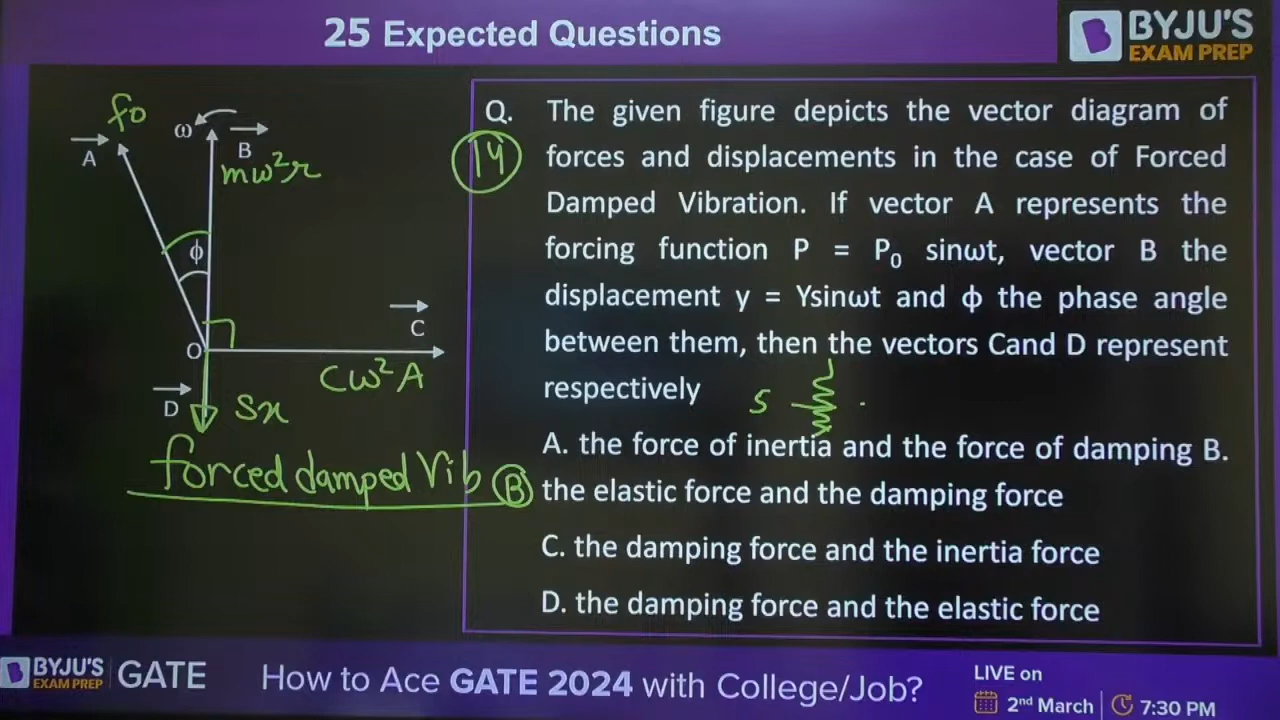 25 Expected Questions
BYJU'S
EXAM PREP
fo
A
ω
B
mω²r
ϕ
O
C
Cω²A
D
Sx
forced damped Vib
Q. The given figure depicts the vector diagram of
14
forces and displacements in the case of Forced
Damped Vibration. If vector A represents the
forcing function P = P₀ sinωt, vector B the
displacement y = Ysinωt and ϕ the phase angle
between them, then the vectors Cand D represent
respectively
S
A. the force of inertia and the force of damping B.
B the elastic force and the damping force
C. the damping force and the inertia force
D. the damping force and the elastic force
BYJU'S
EXAM PREP
GATE
How to Ace GATE 2024 with College/Job?
LIVE on
2nd March
7:30 PM